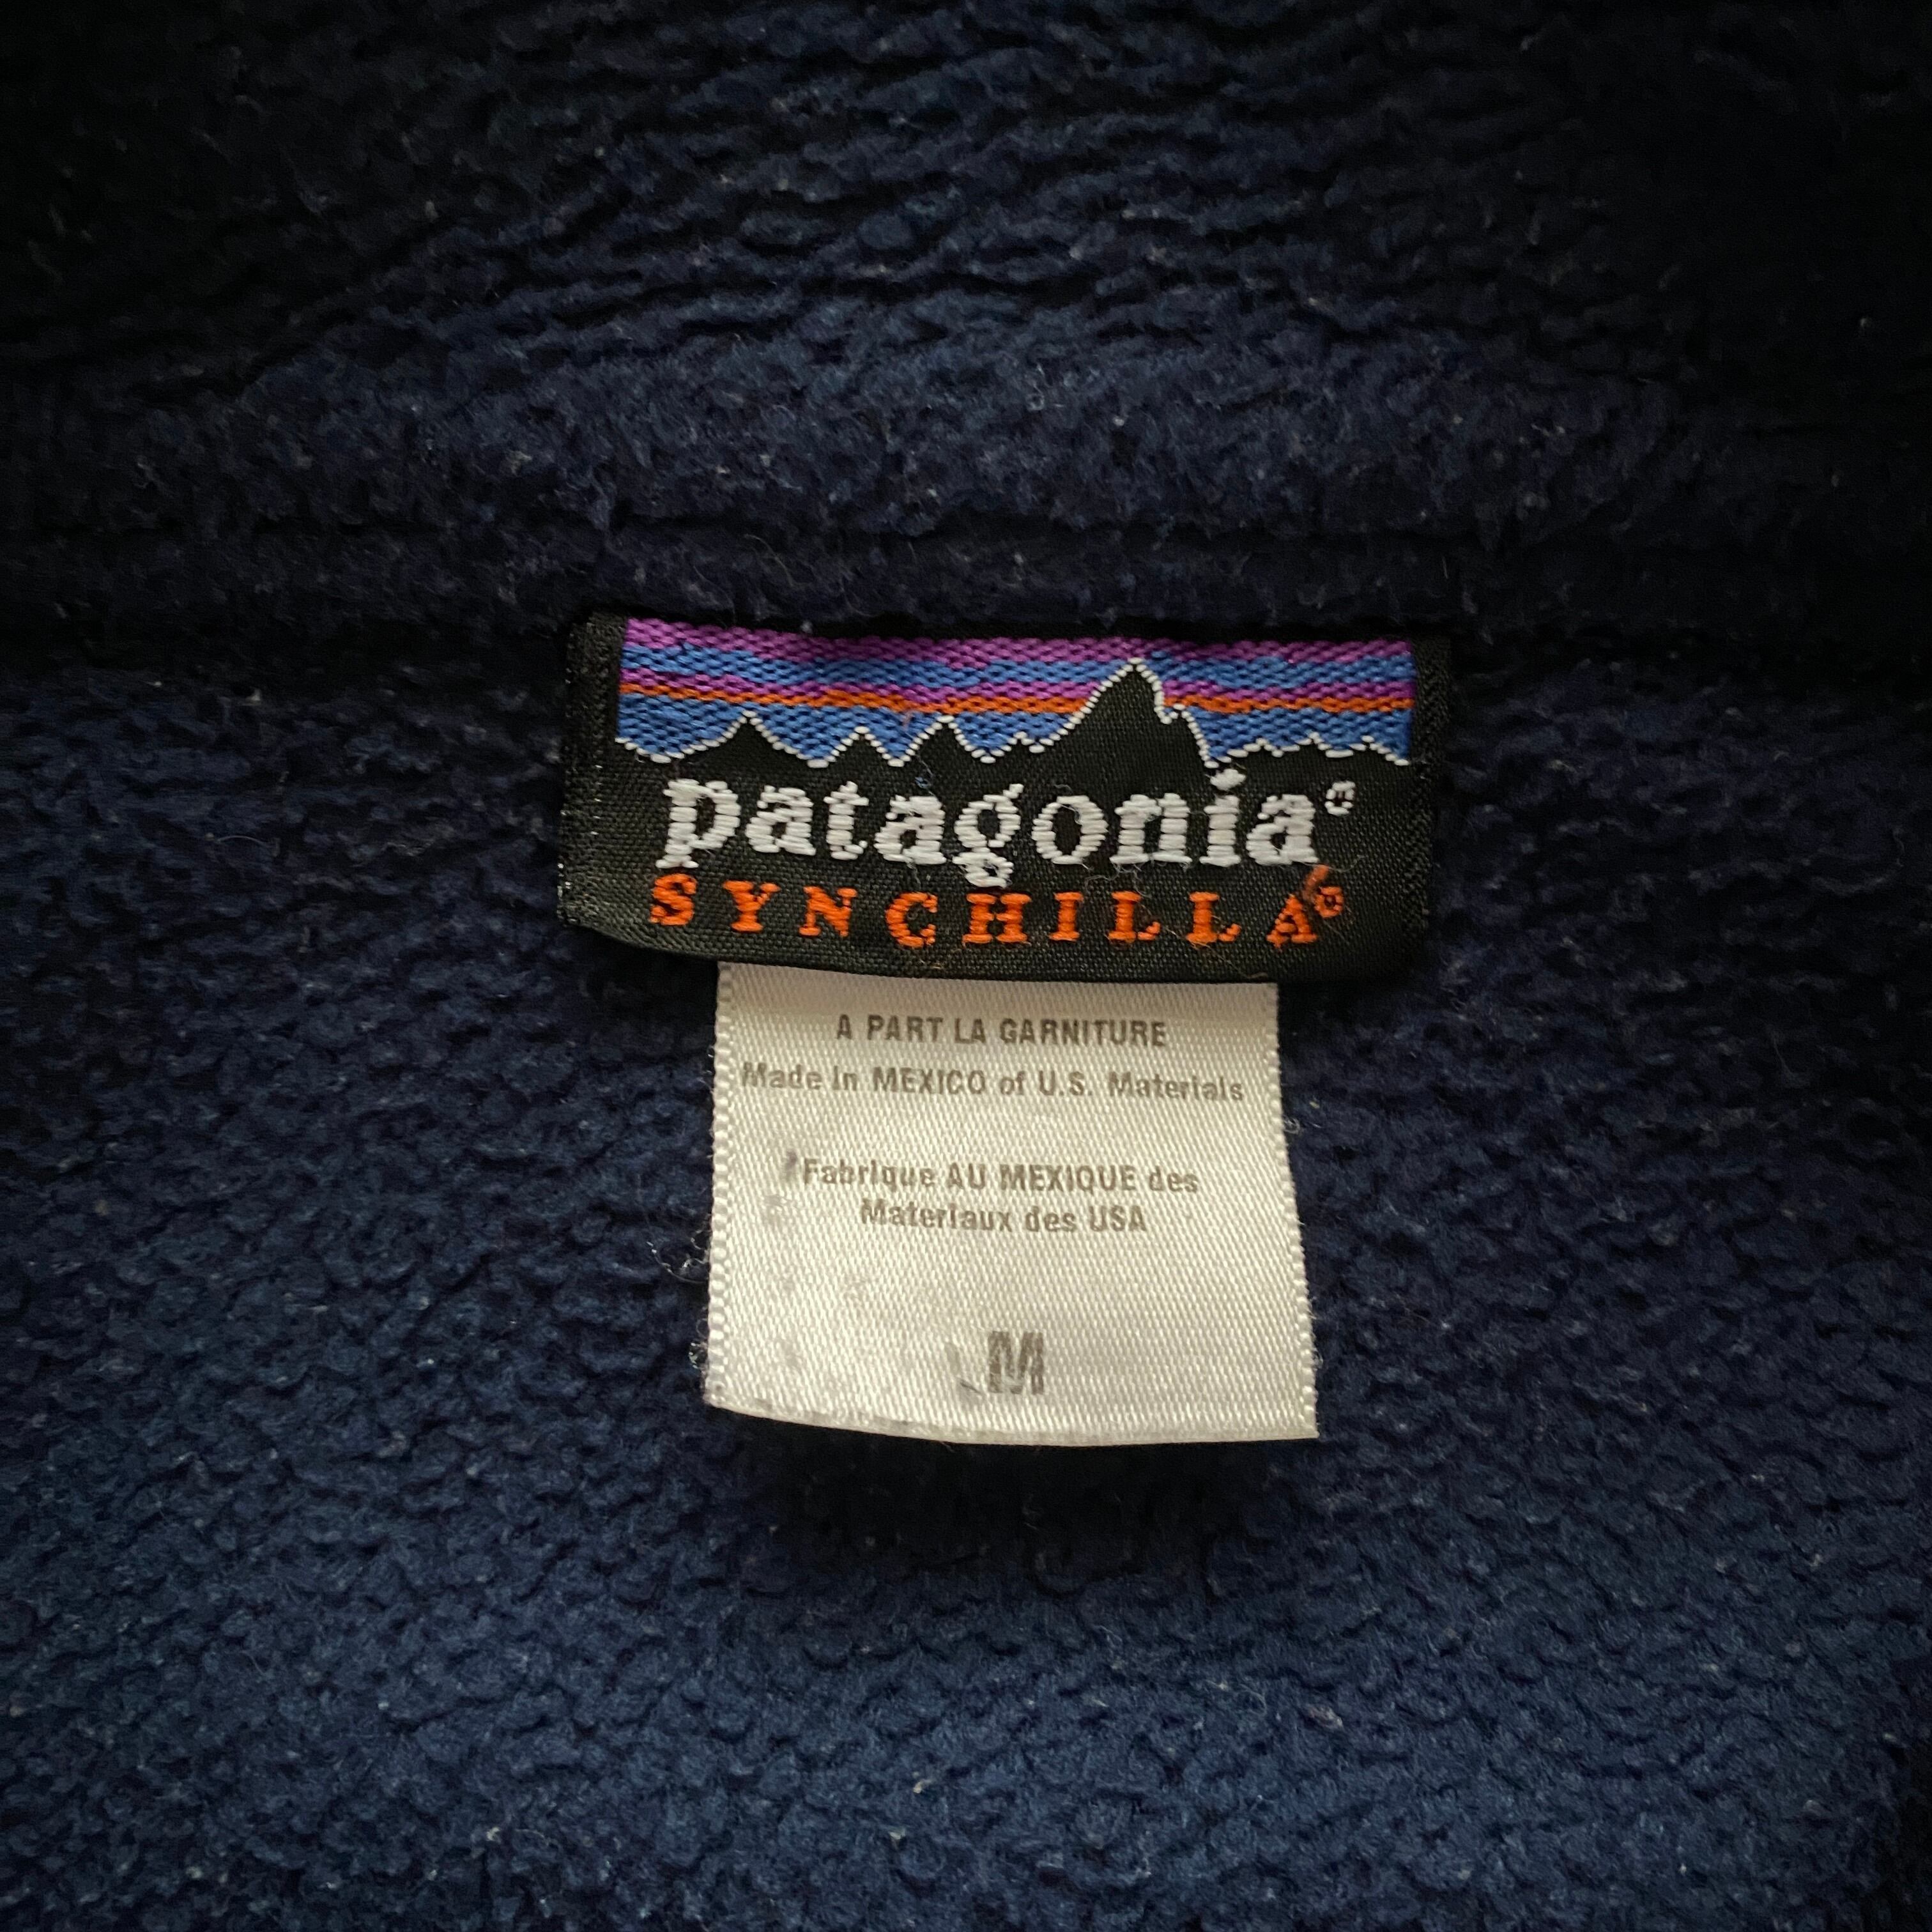 patagonia®
SYNCHILLA®
A PART LA GARNITURE
Made In MEXICO of U.S. Materials
Fabrique AU MEXIQUE des
Materiaux des USA
M